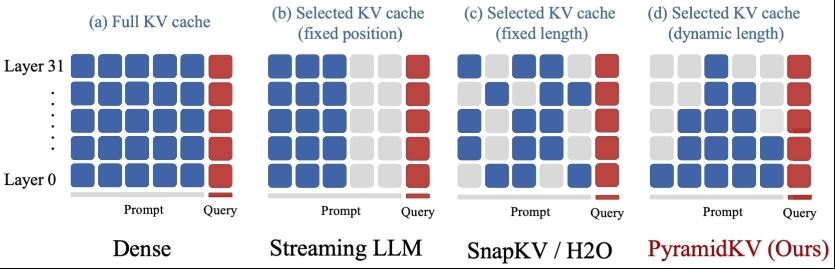 (a) Full KV cache
(b) Selected KV cache
(fixed position)
(c) Selected KV cache
(fixed length)
(d) Selected KV cache
(dynamic length)
Layer 31
Layer 0
Prompt
Query
Prompt
Query
Prompt
Query
Prompt
Query
Dense
Streaming LLM
SnapKV / H2O
PyramidKV (Ours)